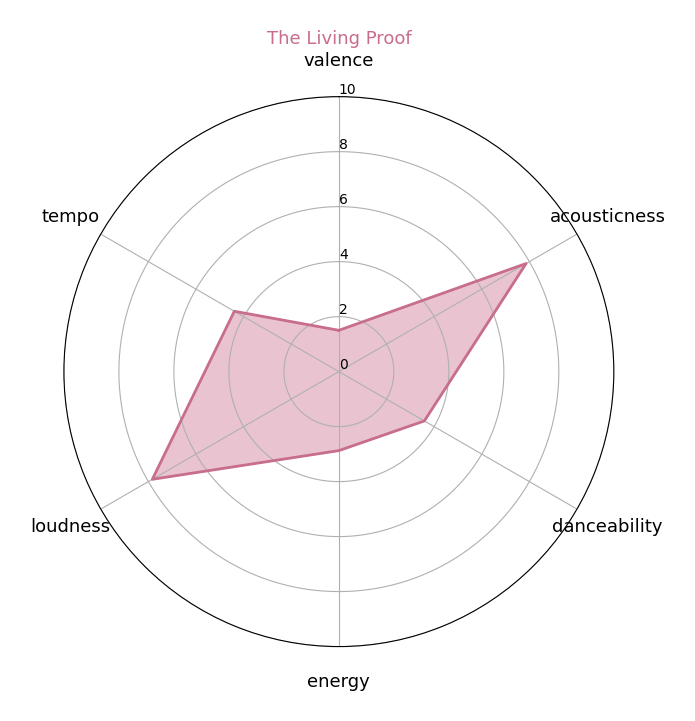 The Living Proof
valence
10
8
6
4
2
0
tempo
acousticness
loudness
danceability
energy